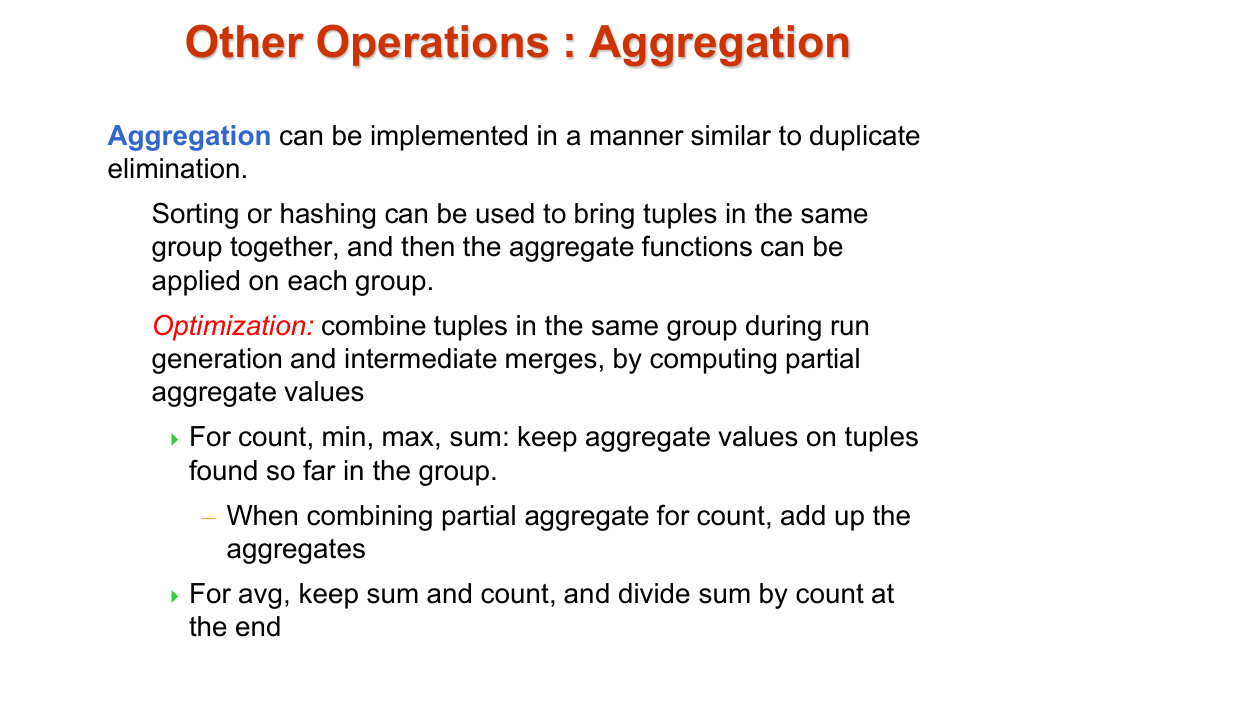 Other Operations : Aggregation
Aggregation can be implemented in a manner similar to duplicate
elimination.
Sorting or hashing can be used to bring tuples in the same
group together, and then the aggregate functions can be
applied on each group.
Optimization: combine tuples in the same group during run
generation and intermediate merges, by computing partial
aggregate values
For count, min, max, sum: keep aggregate values on tuples
found so far in the group.
– When combining partial aggregate for count, add up the
aggregates
For avg, keep sum and count, and divide sum by count at
the end